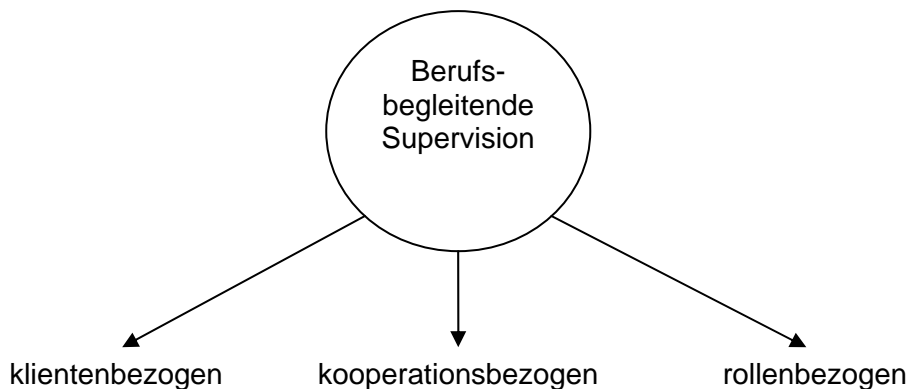 Berufs-
begleitende
Supervision
klientenbezogen kooperationsbezogen rollenbezogen